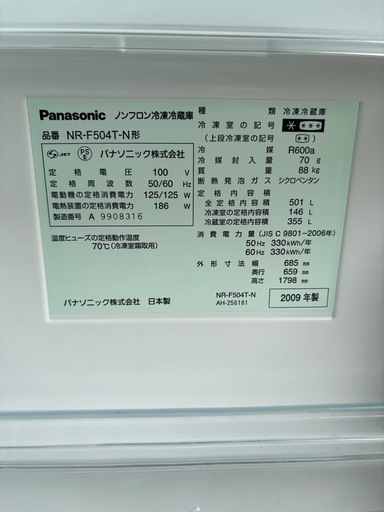 Panasonic ノンフロン冷凍冷蔵庫
品番 NR-F504T-N形
JET PS E パナソニック株式会社
定格電圧 100 V
定格周波数 50/60 Hz
電動機の定格消費電力 125/125 W
電熱装置の定格消費電力 186 W
製造番号 A 9908316
温度ヒューズの定格動作温度
70℃(冷凍室霜取用)
パナソニック株式会社 日本製
種類 冷凍冷蔵庫
冷凍室の記号 ****
(上段冷凍室の記号 **)
冷媒 R600a
冷媒封入量 70 g
質量 88 kg
断熱発泡ガス シクロペンタン
定格内容積
全定格内容積 501 L
冷凍室の定格内容積 146 L
冷蔵室の定格内容積 355 L
消費電力量 (JIS C 9801-2006年)
50 Hz 330 kWh/年
60 Hz 330 kWh/年
外形寸法 幅 685 mm
奥行 659 mm
高さ 1798 mm
NR-F504T-N
AH-256181
2009 年製